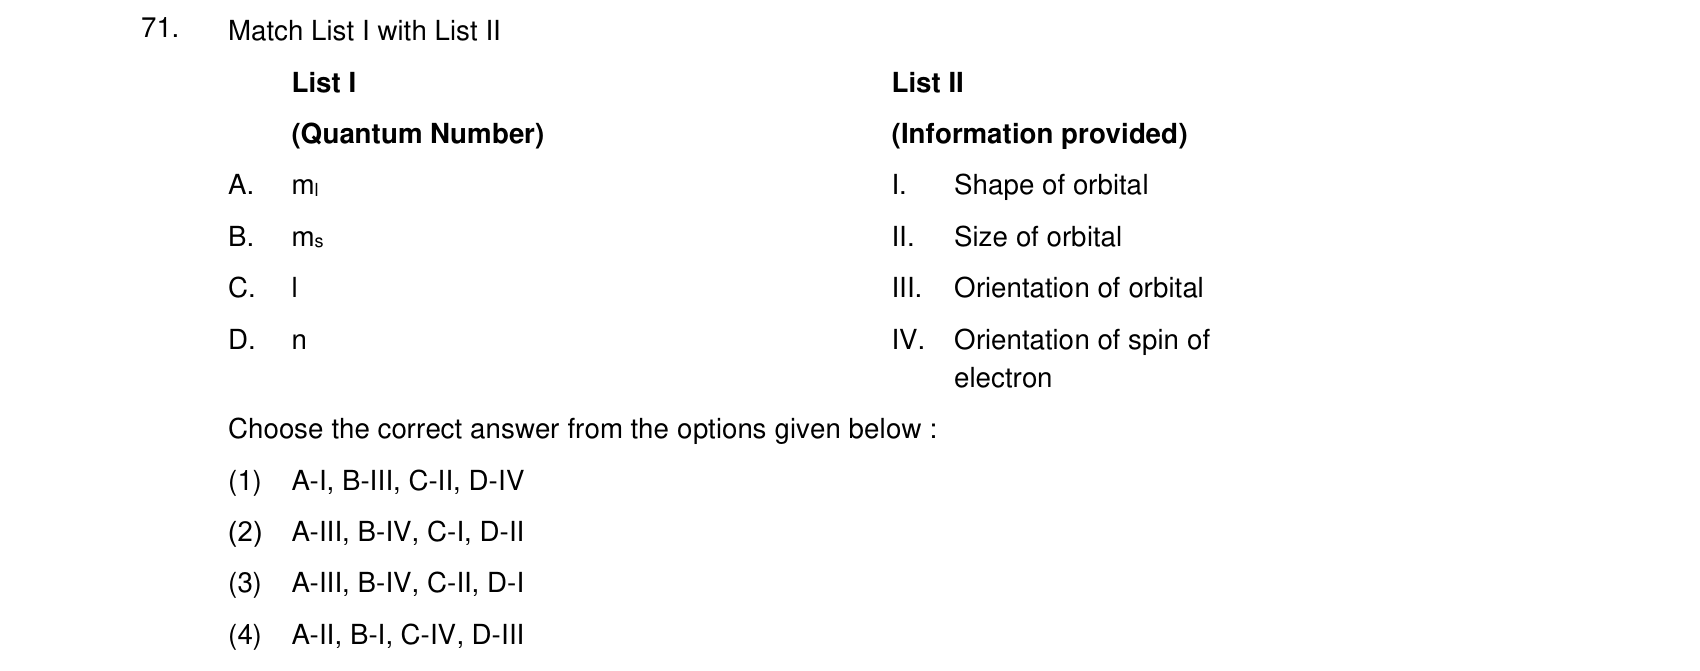 71. Match List I with List II
List I List II
(Quantum Number) (Information provided)
A. ml I. Shape of orbital
B. ms II. Size of orbital
C. l III. Orientation of orbital
D. n IV. Orientation of spin of
electron
Choose the correct answer from the options given below :
(1) A-I, B-III, C-II, D-IV
(2) A-III, B-IV, C-I, D-II
(3) A-III, B-IV, C-II, D-I
(4) A-II, B-I, C-IV, D-III